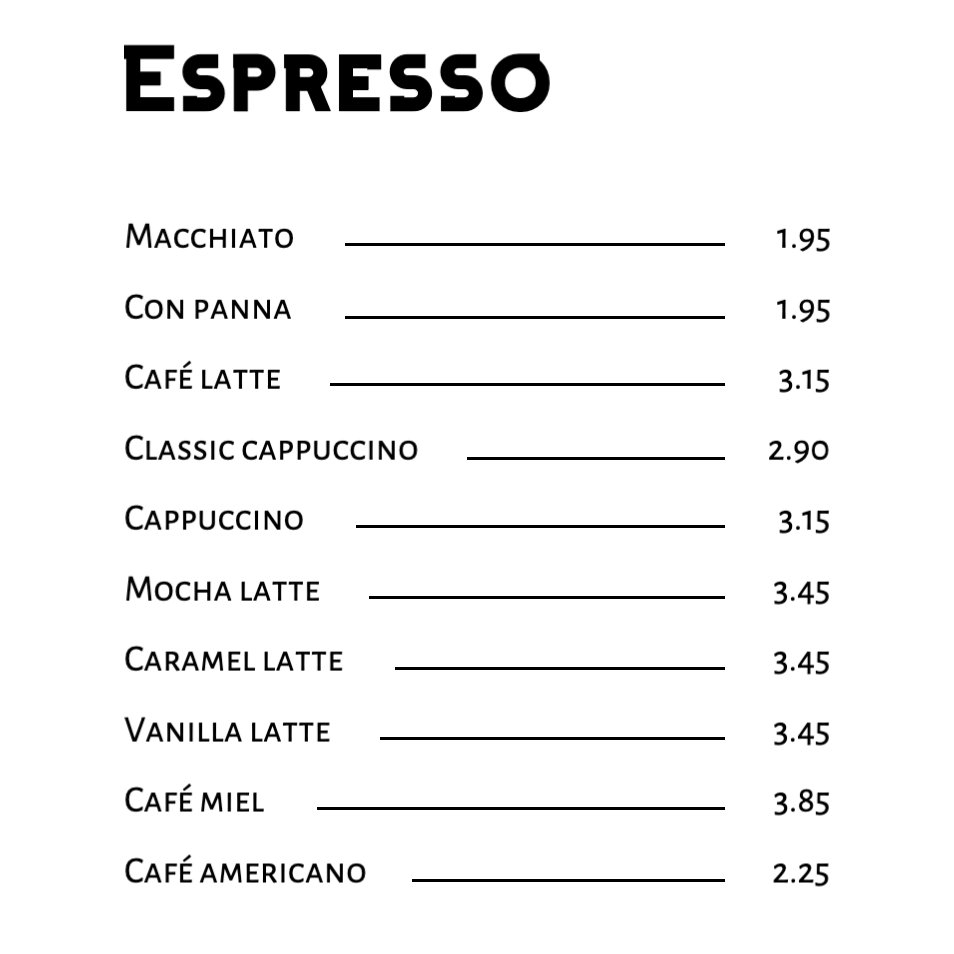 Espresso
Macchiato 1.95
Con panna 1.95
Café latte 3.15
Classic cappuccino 2.90
Cappuccino 3.15
Mocha latte 3.45
Caramel latte 3.45
Vanilla latte 3.45
Café miel 3.85
Café americano 2.25